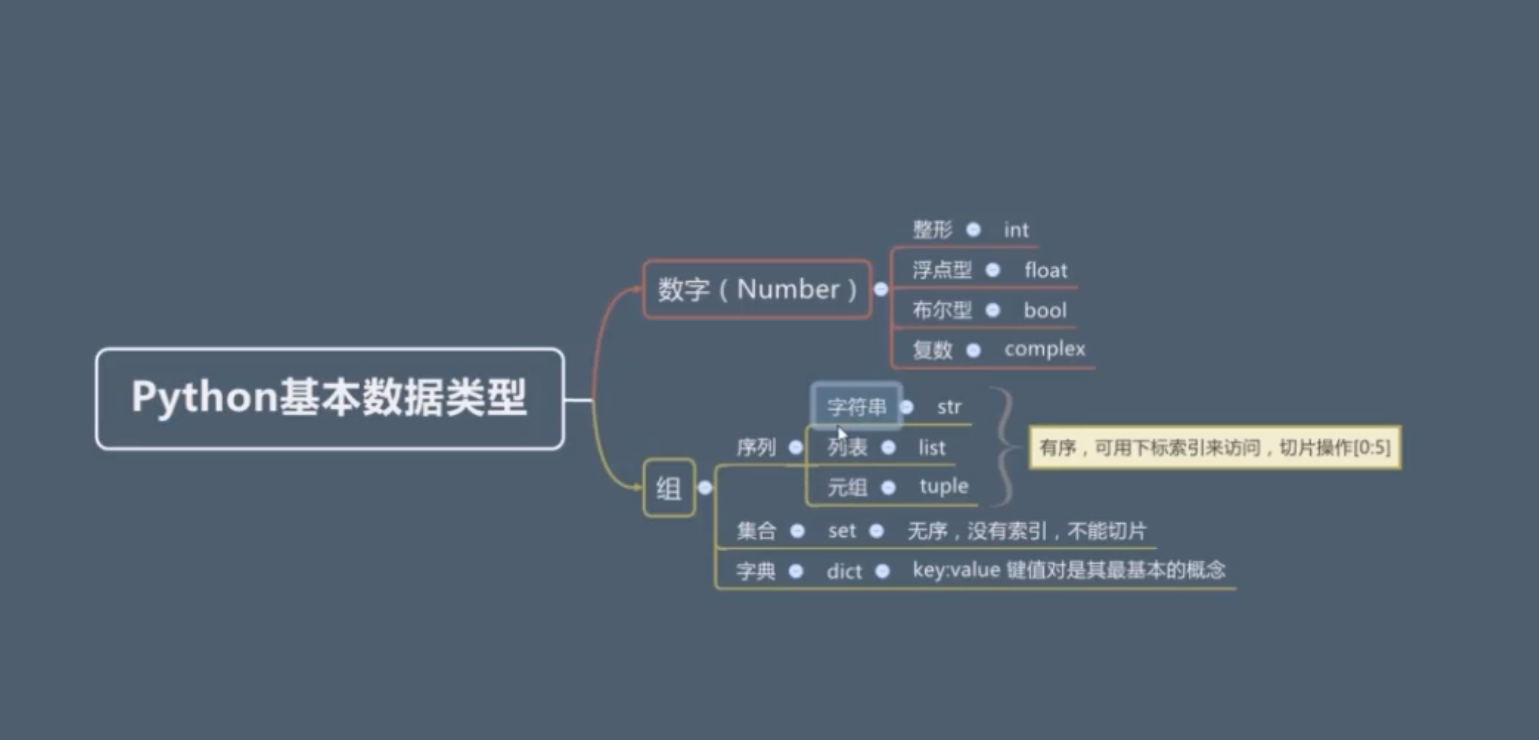 Python基本数据类型
数字（Number）
整形 int
浮点型 float
布尔型 bool
复数 complex
组
序列
字符串 str
列表 list
元组 tuple
有序，可用下标索引来访问，切片操作[0:5]
集合 set 无序，没有索引，不能切片
字典 dict key:value 键值对是其最基本的概念